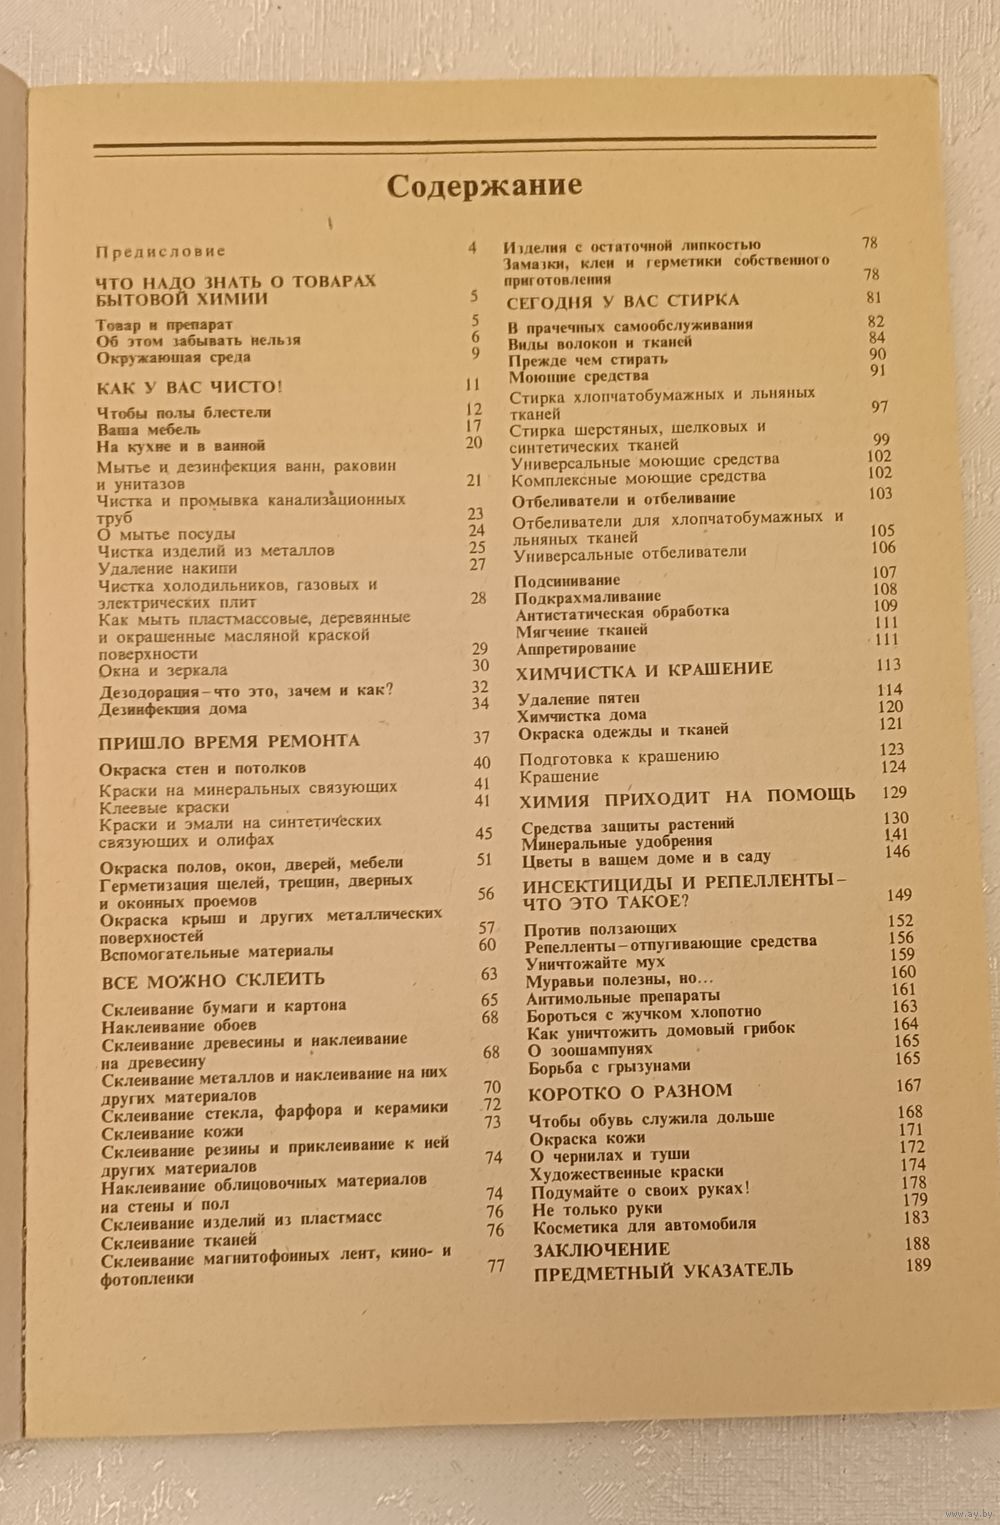 Содержание
Предисловие 4
ЧТО НАДО ЗНАТЬ О ТОВАРАХ
БЫТОВОЙ ХИМИИ 5
Товар и препарат 5
Об этом забывать нельзя 6
Окружающая среда 9
КАК У ВАС ЧИСТО! 11
Чтобы полы блестели 12
Ваша мебель 17
На кухне и в ванной 20
Мытье и дезинфекция ванн, раковин
и унитазов 21
Чистка и промывка канализационных
труб 23
О мытье посуды 24
Чистка изделий из металлов 25
Удаление накипи 27
Чистка холодильников, газовых и
электрических плит 28
Как мыть пластмассовые, деревянные
и окрашенные масляной краской
поверхности 29
Окна и зеркала 30
Дезодорация – что это, зачем и как? 32
Дезинфекция дома 34
ПРИШЛО ВРЕМЯ РЕМОНТА 37
Окраска стен и потолков 40
Краски на минеральных связующих 41
Клеевые краски 41
Краски и эмали на синтетических
связующих и олифах 45
Окраска полов, окон, дверей, мебели 51
Герметизация щелей, трещин, дверных
и оконных проемов 56
Окраска крыш и других металлических
поверхностей 57
Вспомогательные материалы 60
ВСЕ МОЖНО СКЛЕИТЬ 63
Склеивание бумаги и картона 65
Наклеивание обоев 68
Склеивание древесины и наклеивание
на древесину 68
Склеивание металлов и наклеивание на них
других материалов 70
Склеивание стекла, фарфора и керамики 72
Склеивание кожи 73
Склеивание резины и приклеивание к ней
других материалов 74
Наклеивание облицовочных материалов
на стены и пол 74
Склеивание изделий из пластмасс 76
Склеивание тканей 76
Склеивание магнитофонных лент, кино- и
фотопленки 77
Изделия с остаточной липкостью 78
Замазки, клеи и герметики собственного
приготовления 78
СЕГОДНЯ У ВАС СТИРКА 81
В прачечных самообслуживания 82
Виды волокон и тканей 84
Прежде чем стирать 90
Моющие средства 91
Стирка хлопчатобумажных и льняных
тканей 97
Стирка шерстяных, шелковых и
синтетических тканей 99
Универсальные моющие средства 102
Комплексные моющие средства 102
Отбеливатели и отбеливание 103
Отбеливатели для хлопчатобумажных и
льняных тканей 105
Универсальные отбеливатели 106
Подсинивание 107
Подкрахмаливание 108
Антистатическая обработка 109
Мягчение тканей 111
Аппретирование 111
ХИМЧИСТКА И КРАШЕНИЕ 113
Удаление пятен 114
Химчистка дома 120
Окраска одежды и тканей 121
Подготовка к крашению 123
Крашение 124
ХИМИЯ ПРИХОДИТ НА ПОМОЩЬ 129
Средства защиты растений 130
Минеральные удобрения 141
Цветы в вашем доме и в саду 146
ИНСЕКТИЦИДЫ И РЕПЕЛЛЕНТЫ –
ЧТО ЭТО ТАКОЕ? 149
Против ползающих 152
Репелленты – отпугивающие средства 156
Уничтожайте мух 159
Муравьи полезны, но... 160
Антимольные препараты 161
Бороться с жучком хлопотно 163
Как уничтожить домовый грибок 164
О зоошампунях 165
Борьба с грызунами 165
КОРОТКО О РАЗНОМ 167
Чтобы обувь служила дольше 168
Окраска кожи 171
О чернилах и туши 172
Художественные краски 174
Подумайте о своих руках! 178
Не только руки 179
Косметика для автомобиля 183
ЗАКЛЮЧЕНИЕ 188
ПРЕДМЕТНЫЙ УКАЗАТЕЛЬ 189
www.ay.by